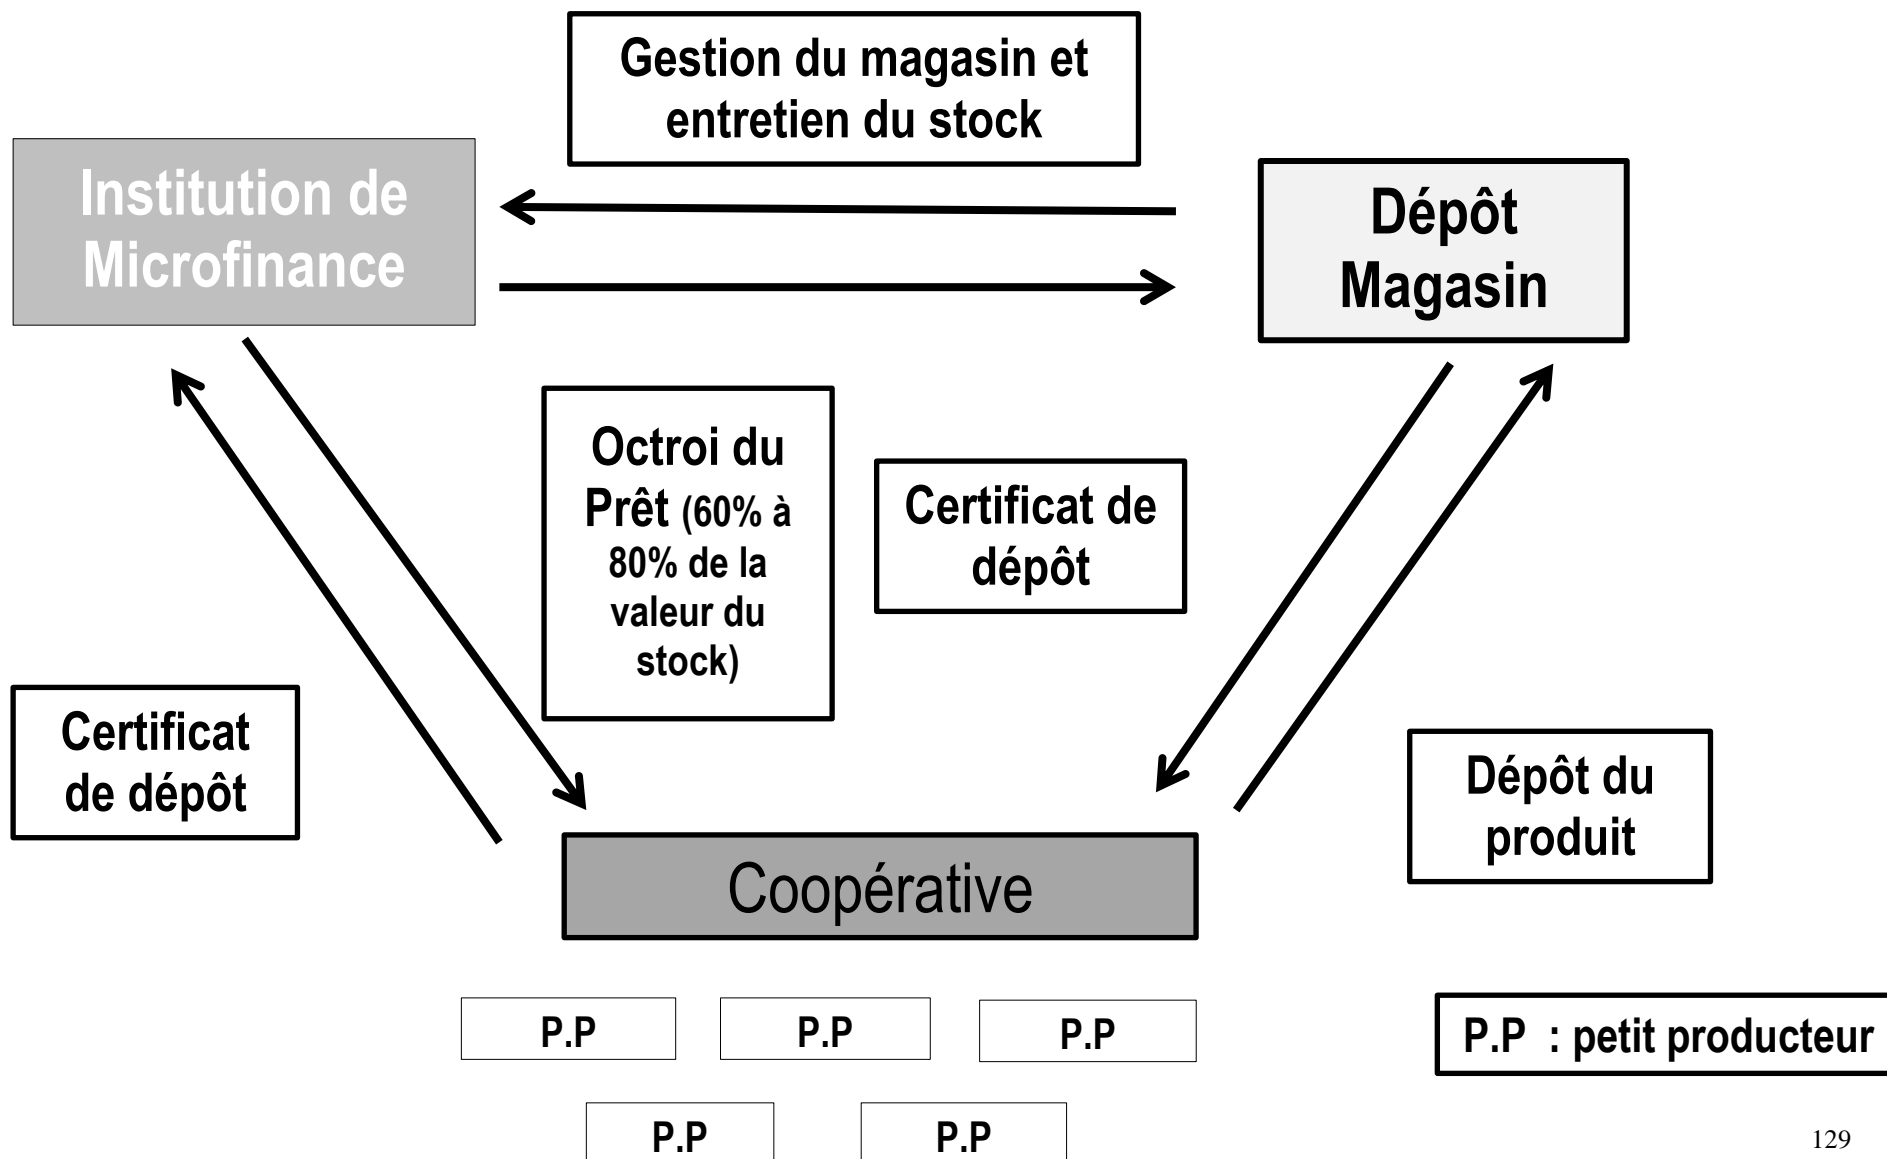 Gestion du magasin et
entretien du stock
Institution de
Microfinance
Dépôt
Magasin
Octroi du
Prêt (60% à
80% de la
valeur du
stock)
Certificat de
dépôt
Certificat
de dépôt
Dépôt du
produit
Coopérative
P.P
P.P
P.P
P.P : petit producteur
P.P
P.P
129